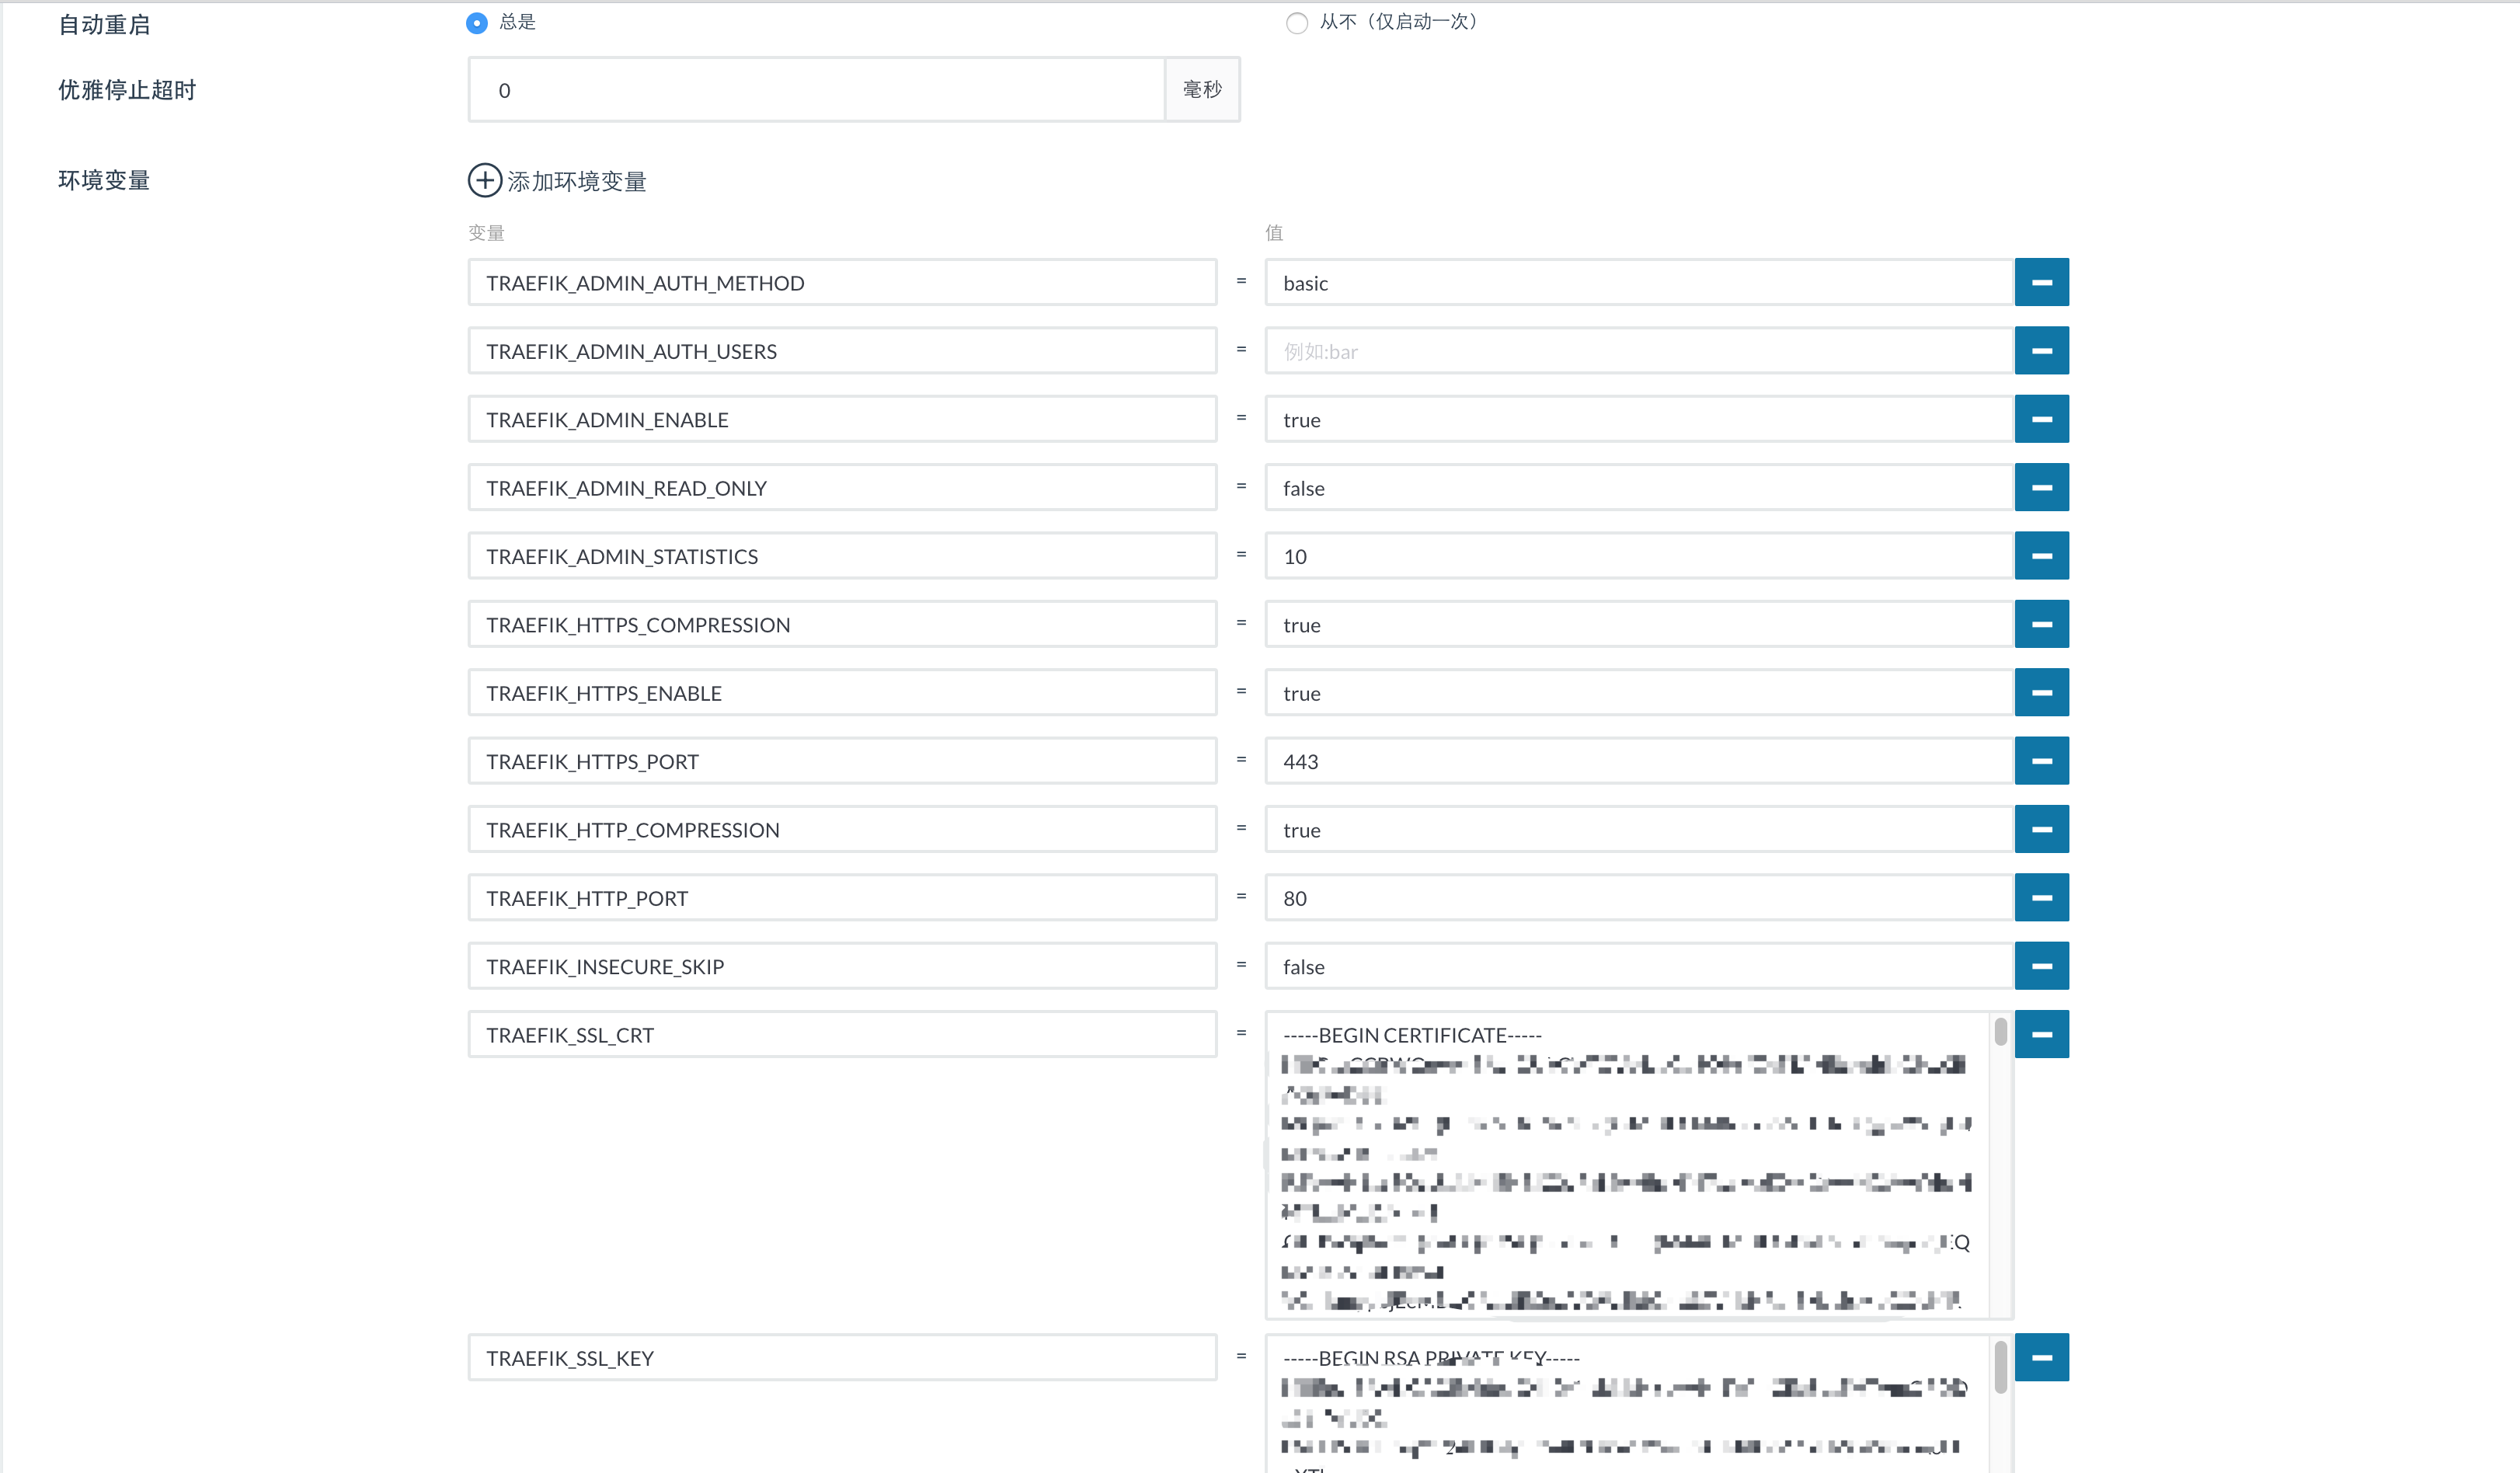 自动重启 总是 从不（仅启动一次）
优雅停止超时 0 毫秒
环境变量 添加环境变量
变量 值
TRAEFIK_ADMIN_AUTH_METHOD = basic
TRAEFIK_ADMIN_AUTH_USERS = 例如:bar
TRAEFIK_ADMIN_ENABLE = true
TRAEFIK_ADMIN_READ_ONLY = false
TRAEFIK_ADMIN_STATISTICS = 10
TRAEFIK_HTTPS_COMPRESSION = true
TRAEFIK_HTTPS_ENABLE = true
TRAEFIK_HTTPS_PORT = 443
TRAEFIK_HTTP_COMPRESSION = true
TRAEFIK_HTTP_PORT = 80
TRAEFIK_INSECURE_SKIP = false
TRAEFIK_SSL_CRT = -----BEGIN CERTIFICATE-----
TRAEFIK_SSL_KEY = -----BEGIN RSA PRIVATE KEY-----